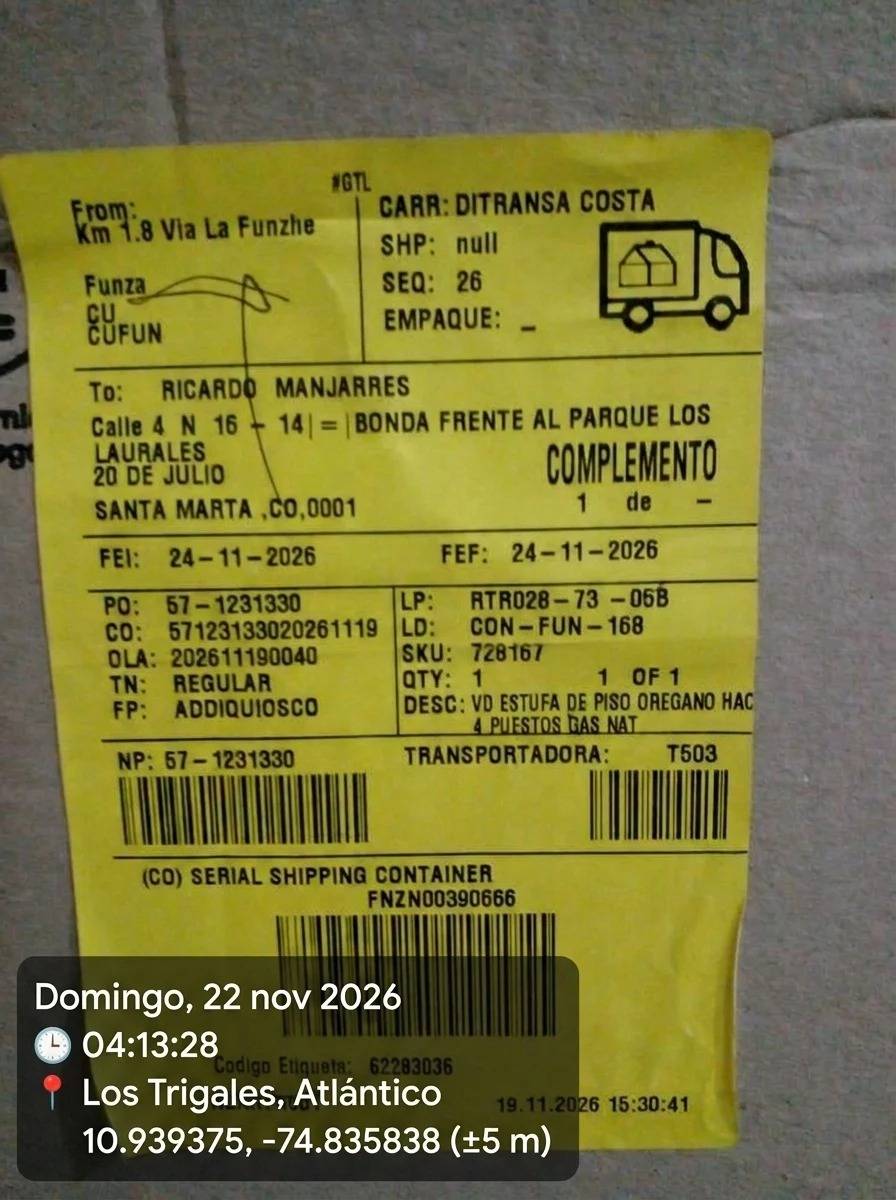 #GTL
From:
Km 1.8 Via La Funzhe
Funza
CU
CUFUN
CARR: DITRANSA COSTA
SHP: null
SEQ: 26
EMPAQUE: _
To: RICARDO MANJARRES
Calle 4 N 16 - 14| = |BONDA FRENTE AL PARQUE LOS
LAURALES
20 DE JULIO
SANTA MARTA ,CO,0001
COMPLEMENTO
1 de -
FEI: 24-11-2026
FEF: 24-11-2026
PO: 57-1231330
CO: 57123133020261119
OLA: 202611190040
TN: REGULAR
FP: ADDIQUIOSCO
LP: RTR028-73 -06B
LD: CON-FUN-168
SKU: 728167
QTY: 1 1 OF 1
DESC: VD ESTUFA DE PISO OREGANO HAC
4 PUESTOS GAS NAT
NP: 57-1231330
TRANSPORTADORA: T503
(CO) SERIAL SHIPPING CONTAINER
FNZN00390666
Codigo Etiqueta: 62283036
19.11.2026 15:30:41
Domingo, 22 nov 2026
04:13:28
Los Trigales, Atlántico
10.939375, -74.835838 (±5 m)